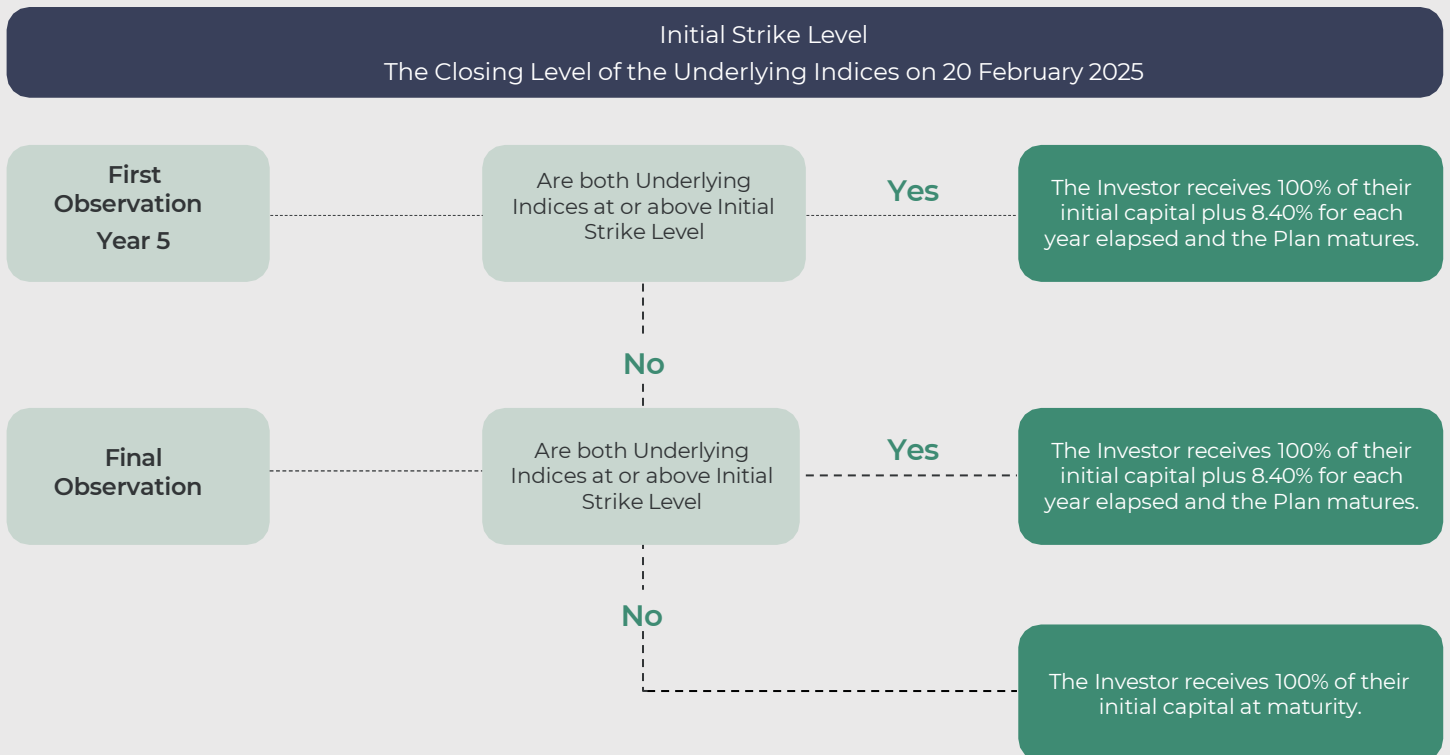 Initial Strike Level
The Closing Level of the Underlying Indices on 20 February 2025
First
Observation
Year 5
Are both Underlying
Indices at or above Initial
Strike Level
Yes
The Investor receives 100% of their
initial capital plus 8.40% for each
year elapsed and the Plan matures.
No
Final
Observation
Are both Underlying
Indices at or above Initial
Strike Level
Yes
The Investor receives 100% of their
initial capital plus 8.40% for each
year elapsed and the Plan matures.
No
The Investor receives 100% of their
initial capital at maturity.